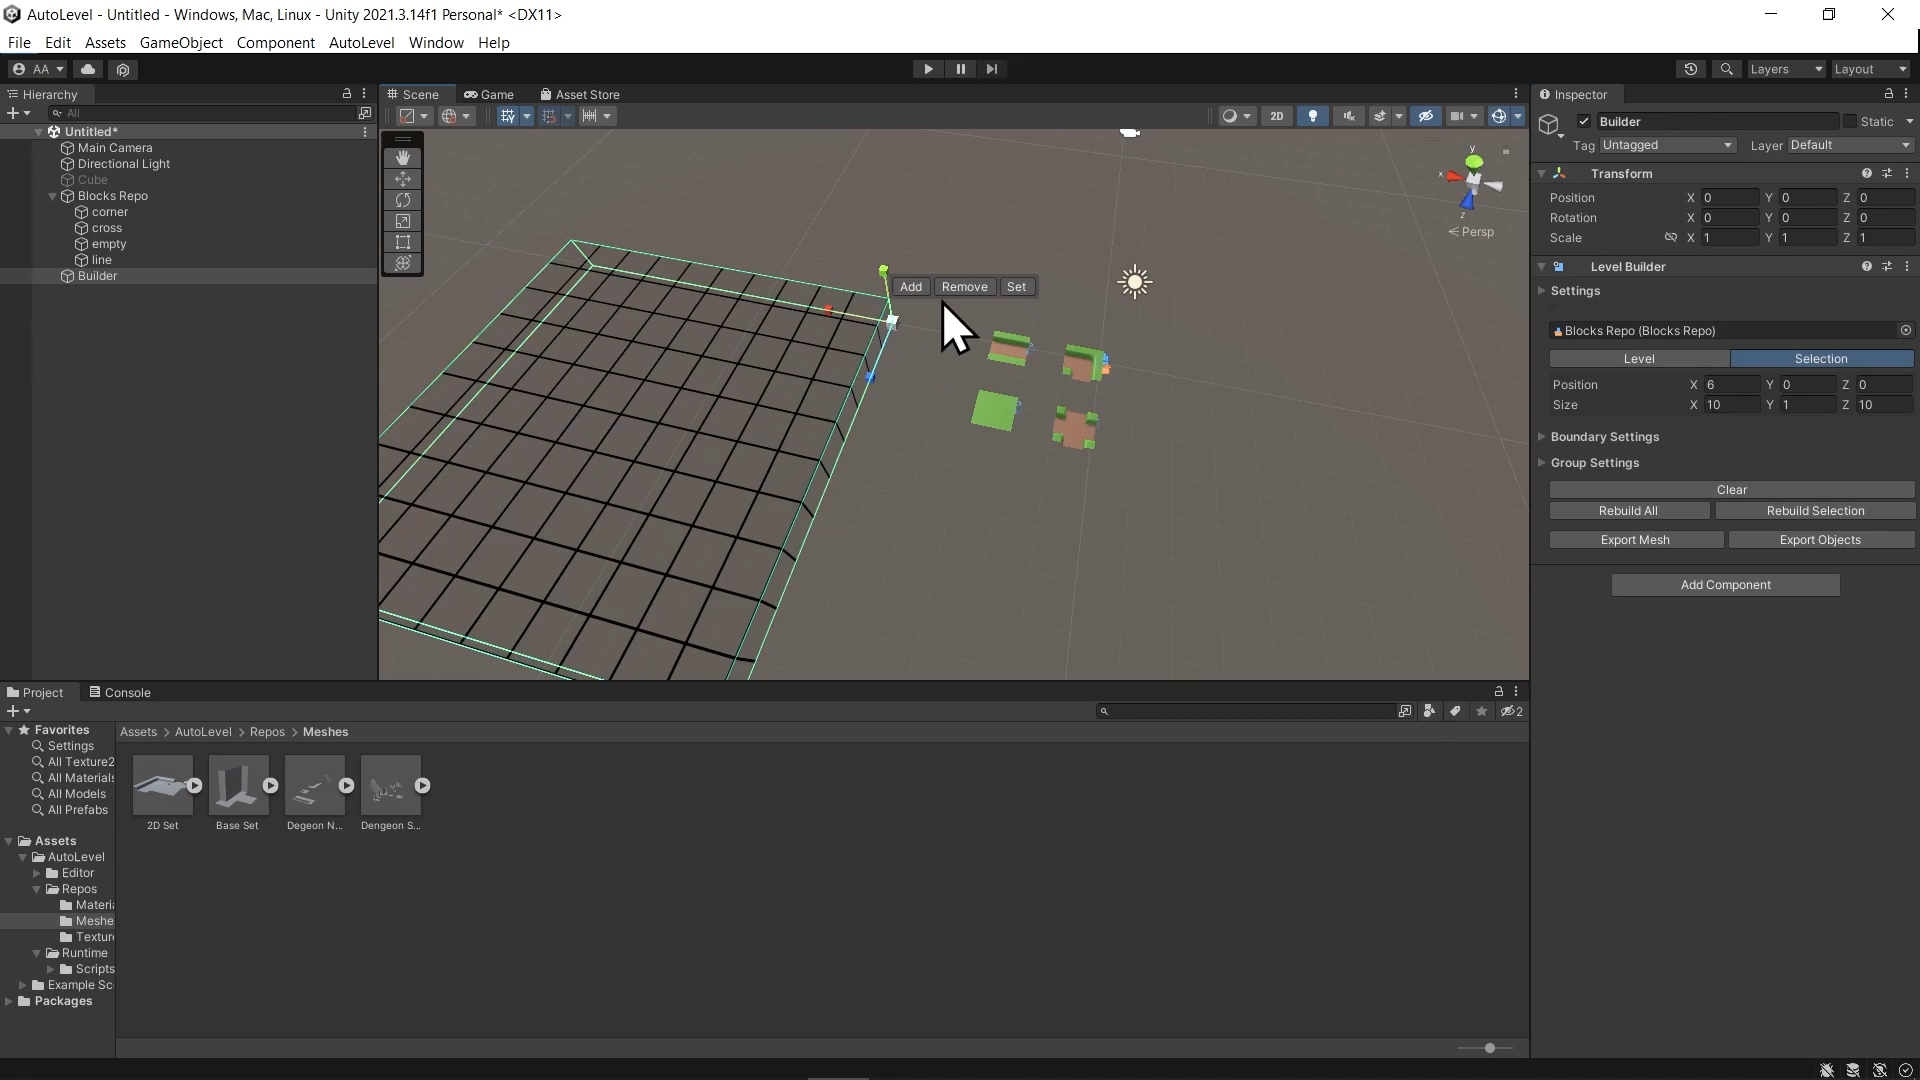 AutoLevel - Untitled - Windows, Mac, Linux - Unity 2021.3.14f1 Personal* <DX11>
File Edit Assets GameObject Component AutoLevel Window Help
AA Layers Layout
Hierarchy
All
Untitled*
Main Camera
Directional Light
Cube
Blocks Repo
corner
cross
empty
line
Builder
Scene Game Asset Store
2D
y
x
z
Persp
Add Remove Set
Inspector
Builder Static
Tag Untagged Layer Default
Transform
Position X 0 Y 0 Z 0
Rotation X 0 Y 0 Z 0
Scale X 1 Y 1 Z 1
Level Builder
Settings
Blocks Repo (Blocks Repo)
Level Selection
Position X 6 Y 0 Z 0
Size X 10 Y 1 Z 10
Boundary Settings
Group Settings
Clear
Rebuild All Rebuild Selection
Export Mesh Export Objects
Add Component
Project Console
2
Favorites
Settings
All Texture2
All Materials
All Models
All Prefabs
Assets
AutoLevel
Editor
Repos
Materi
Meshe
Textur
Runtime
Scripts
Example Sc
Packages
Assets > AutoLevel > Repos > Meshes
2D Set Base Set Degeon N... Dengeon S...